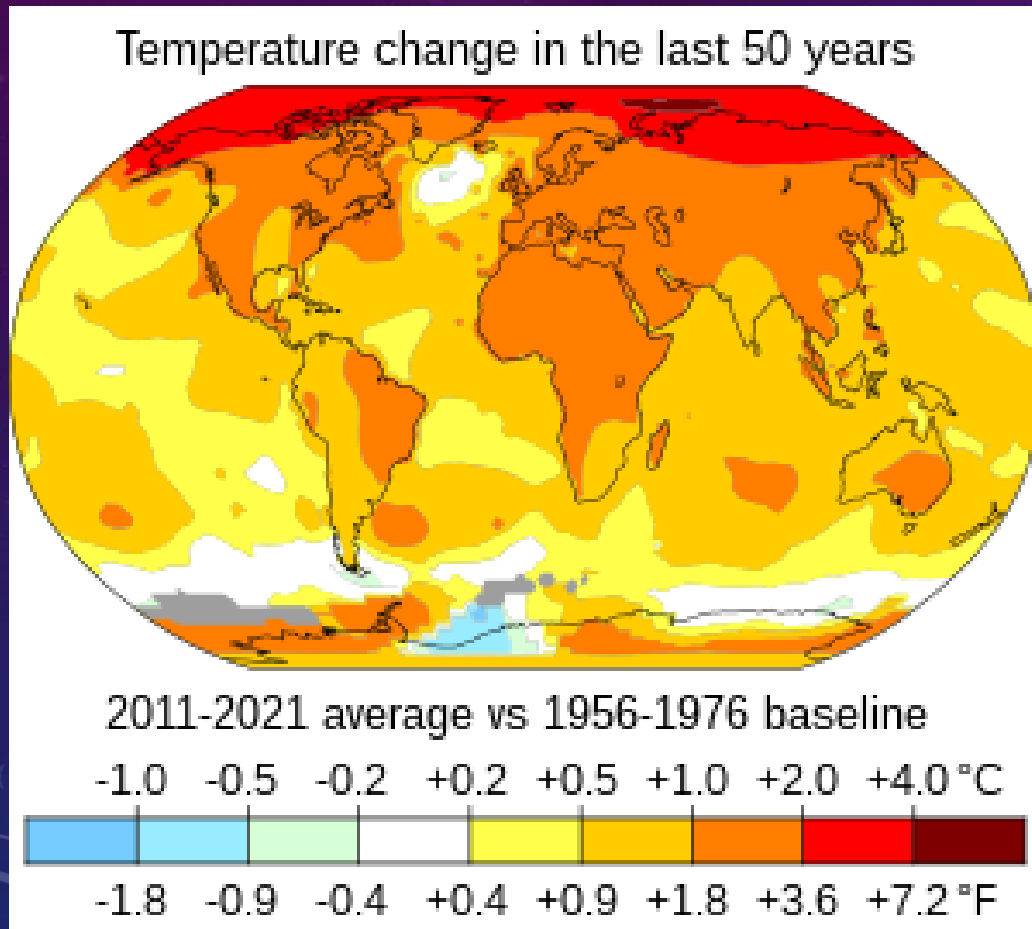 Temperature change in the last 50 years
2011-2021 average vs 1956-1976 baseline
-1.0 -0.5 -0.2 +0.2 +0.5 +1.0 +2.0 +4.0 °C
-1.8 -0.9 -0.4 +0.4 +0.9 +1.8 +3.6 +7.2 °F